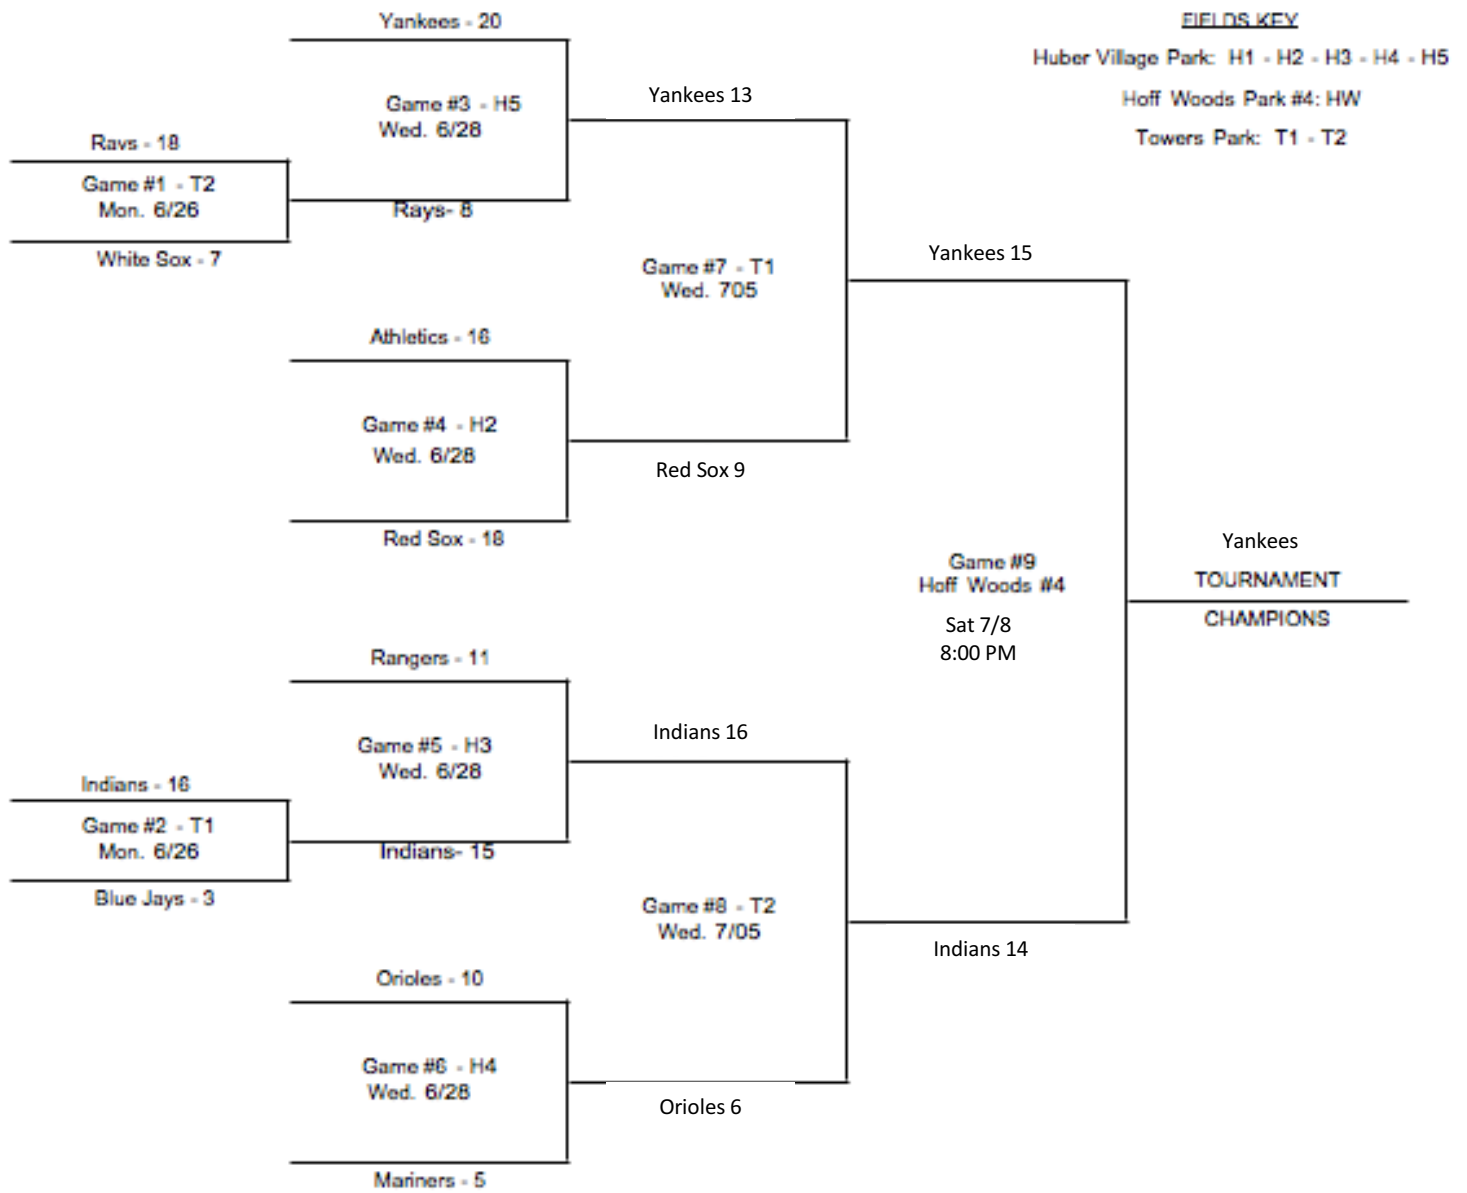 Yankees - 20
FIELDS KEY
Huber Village Park: H1 - H2 - H3 - H4 - H5
Hoff Woods Park #4: HW
Towers Park: T1 - T2
Game #3 - H5
Wed. 6/28
Yankees 13
Rays - 18
Game #1 - T2
Mon. 6/26
White Sox - 7
Rays- 8
Game #7 - T1
Wed. 705
Yankees 15
Athletics - 16
Game #4 - H2
Wed. 6/28
Red Sox 9
Red Sox - 18
Game #9
Hoff Woods #4
Sat 7/8
8:00 PM
Yankees
TOURNAMENT
CHAMPIONS
Rangers - 11
Game #5 - H3
Wed. 6/28
Indians 16
Indians - 16
Game #2 - T1
Mon. 6/26
Blue Jays - 3
Indians- 15
Game #8 - T2
Wed. 7/05
Indians 14
Orioles - 10
Game #6 - H4
Wed. 6/28
Orioles 6
Mariners - 5